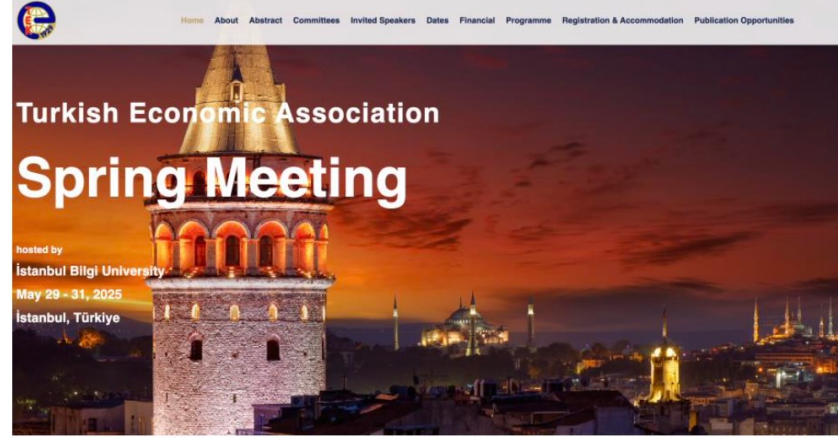 Home About Abstract Committees Invited Speakers Dates Financial Programme Registration & Accommodation Publication Opportunities
Turkish Economic Association
Spring Meeting
hosted by
İstanbul Bilgi University
May 29 - 31, 2025
İstanbul, Türkiye